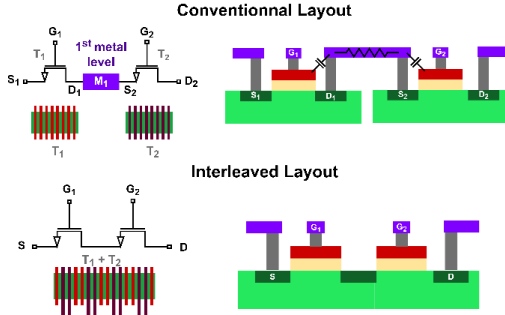 Conventionnal Layout
G1
G2
T1
1st metal
level
T2
S1
D1
M1
S2
D2
T1
T2
G1
G2
S1
D1
S2
D2
Interleaved Layout
G1
G2
S
D
T1 + T2
G1
G2
S
D